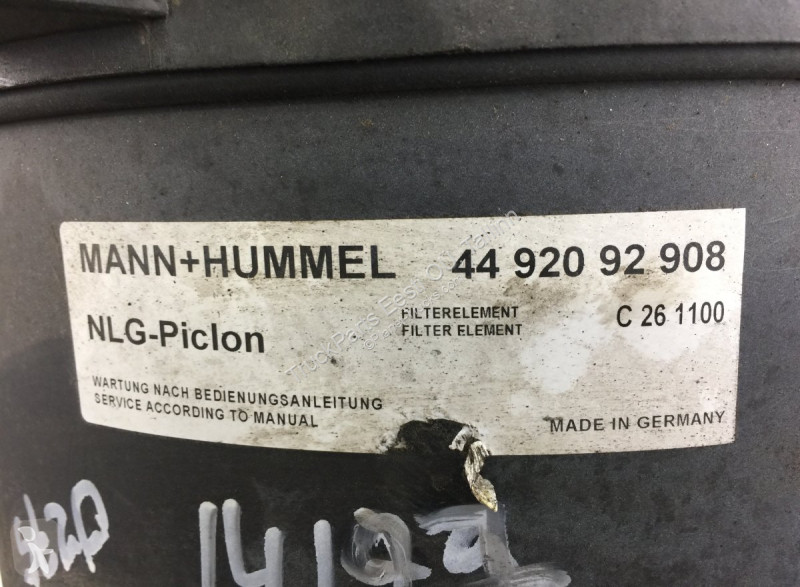 MANN+HUMMEL 44 920 92 908
NLG-Piclon
FILTERELEMENT
FILTER ELEMENT
C 26 1100
WARTUNG NACH BEDIENUNGSANLEITUNG
SERVICE ACCORDING TO MANUAL
MADE IN GERMANY